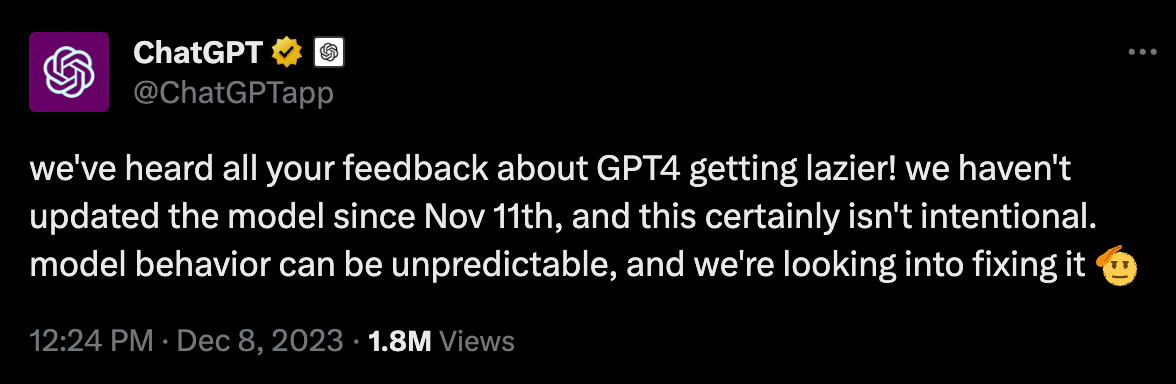 ChatGPT
@ChatGPTapp
we've heard all your feedback about GPT4 getting lazier! we haven't
updated the model since Nov 11th, and this certainly isn't intentional.
model behavior can be unpredictable, and we're looking into fixing it 🫡
12:24 PM · Dec 8, 2023 · 1.8M Views